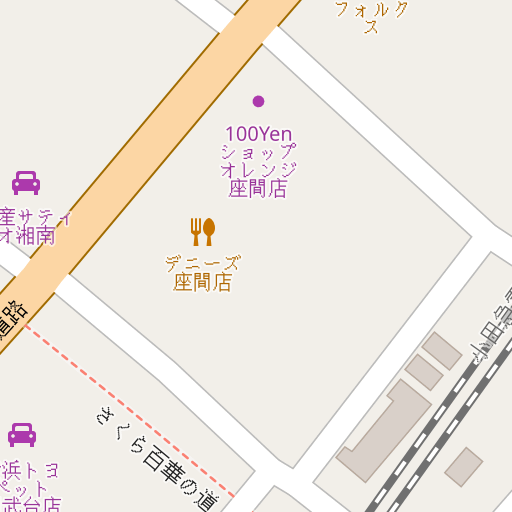 フォルク
ス
100Yen
ショップ
オレンジ
座間店
産サティ
オ湘南
デニーズ
座間店
道路
小田急
さくら百華の道
浜トヨ
ペット
武台店